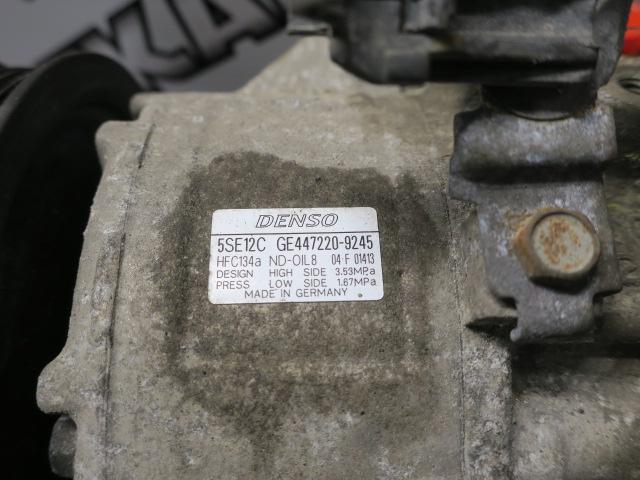 DENSO
5SE12C GE447220-9245
HFC134a ND-OIL8 04 F 01413
DESIGN HIGH SIDE 3.53MPa
PRESS LOW SIDE 1.67MPa
MADE IN GERMANY